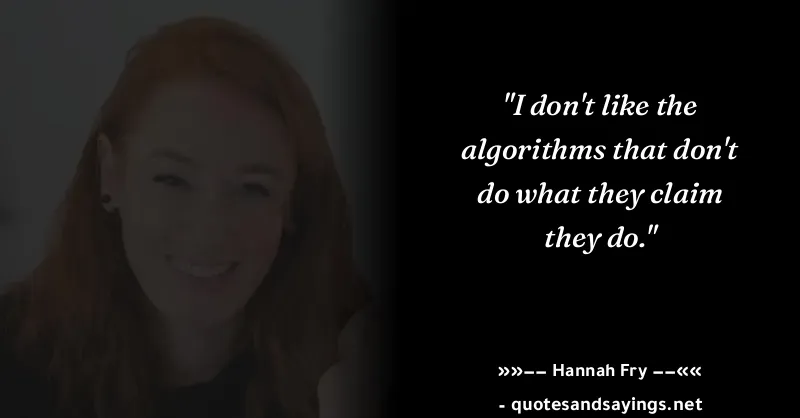 "I don't like the
algorithms that don't
do what they claim
they do."
»»−− Hannah Fry −−««
- quotesandsayings.net